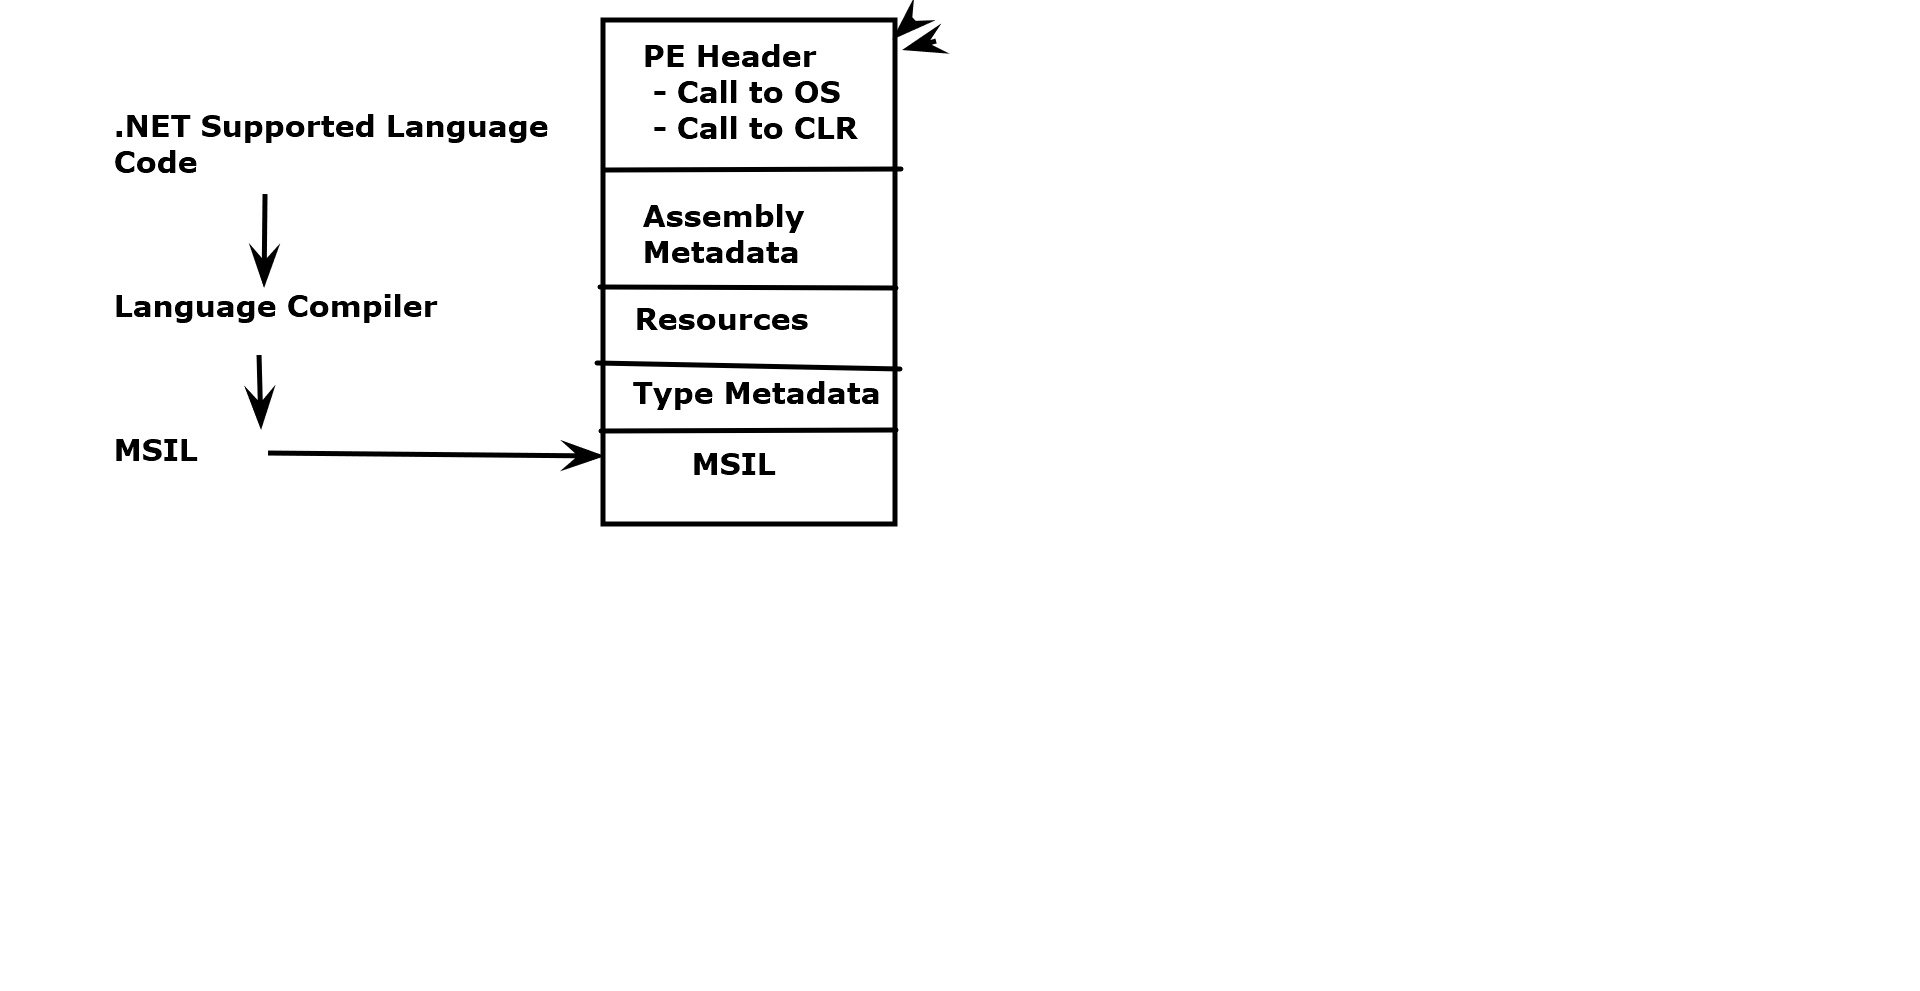 .NET Supported Language
Code
Language Compiler
MSIL
PE Header
- Call to OS
- Call to CLR
Assembly
Metadata
Resources
Type Metadata
MSIL